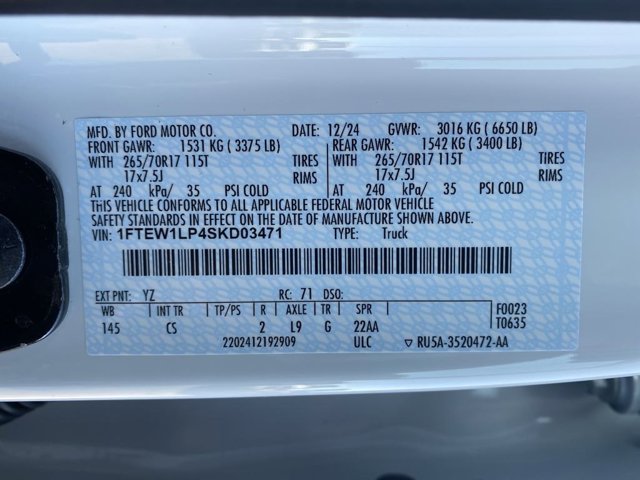 MFD. BY FORD MOTOR CO. DATE: 12/24 GVWR: 3016 KG ( 6650 LB)
FRONT GAWR: 1531 KG ( 3375 LB) REAR GAWR: 1542 KG ( 3400 LB)
WITH 265/70R17 115T TIRES WITH 265/70R17 115T TIRES
17x7.5J RIMS 17x7.5J RIMS
AT 240 kPa/ 35 PSI COLD AT 240 kPa/ 35 PSI COLD
THIS VEHICLE CONFORMS TO ALL APPLICABLE FEDERAL MOTOR VEHICLE
SAFETY STANDARDS IN EFFECT ON THE DATE OF MANUFACTURE SHOWN ABOVE.
VIN: 1FTEW1LP4SKD03471 TYPE: Truck
EXT PNT: YZ RC: 71 DSO:
WB INT TR TP/PS R AXLE TR SPR F0023
145 CS 2 L9 G 22AA T0635
2202412192909 ULC ▽ RU5A-3520472-AA